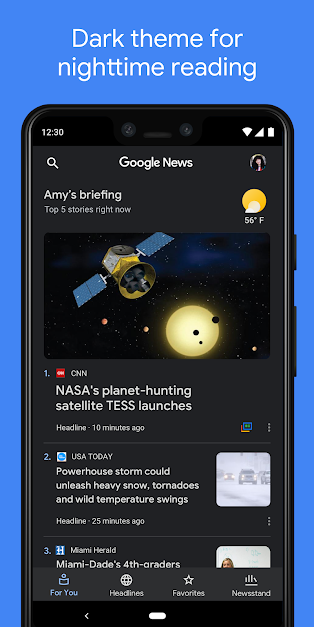 Dark theme for
nighttime reading
12:30
Google News
Amy's briefing
Top 5 stories right now
56° F
1. CNN CNN
NASA's planet-hunting
satellite TESS launches
Headline · 10 minutes ago
2. USA TODAY
Powerhouse storm could
unleash heavy snow, tornadoes
and wild temperature swings
Headline · 25 minutes ago
3. H Miami Herald
Miami-Dade's 4th-graders
For You Headlines Favorites Newsstand